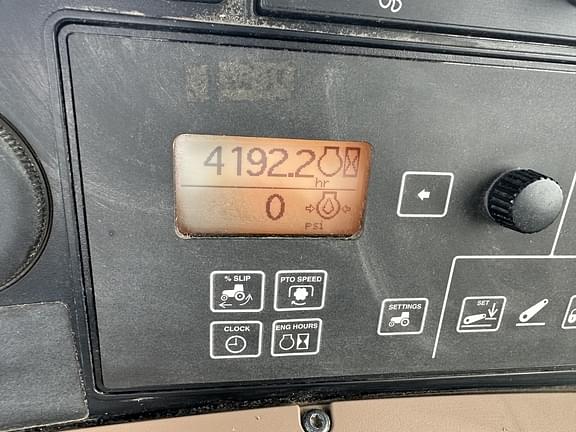 4192.2
hr
0
PSI
% SLIP
PTO SPEED
CLOCK
ENG HOURS
SETTINGS
SET